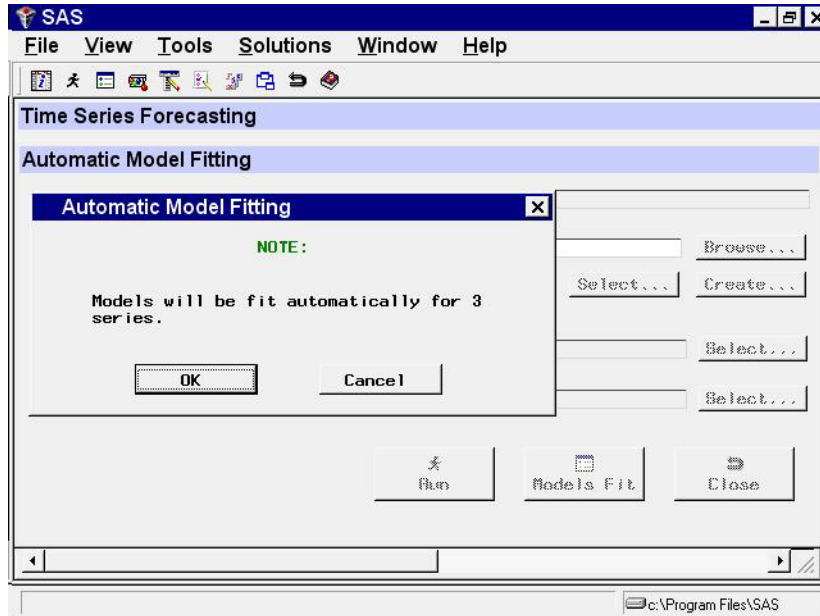 SAS
File View Tools Solutions Window Help
Time Series Forecasting
Automatic Model Fitting
Automatic Model Fitting
NOTE:
Models will be fit automatically for 3
series.
OK Cancel
Browse...
Select... Create...
Select...
Select...
Run Models Fit Close
c:\Program Files\SAS